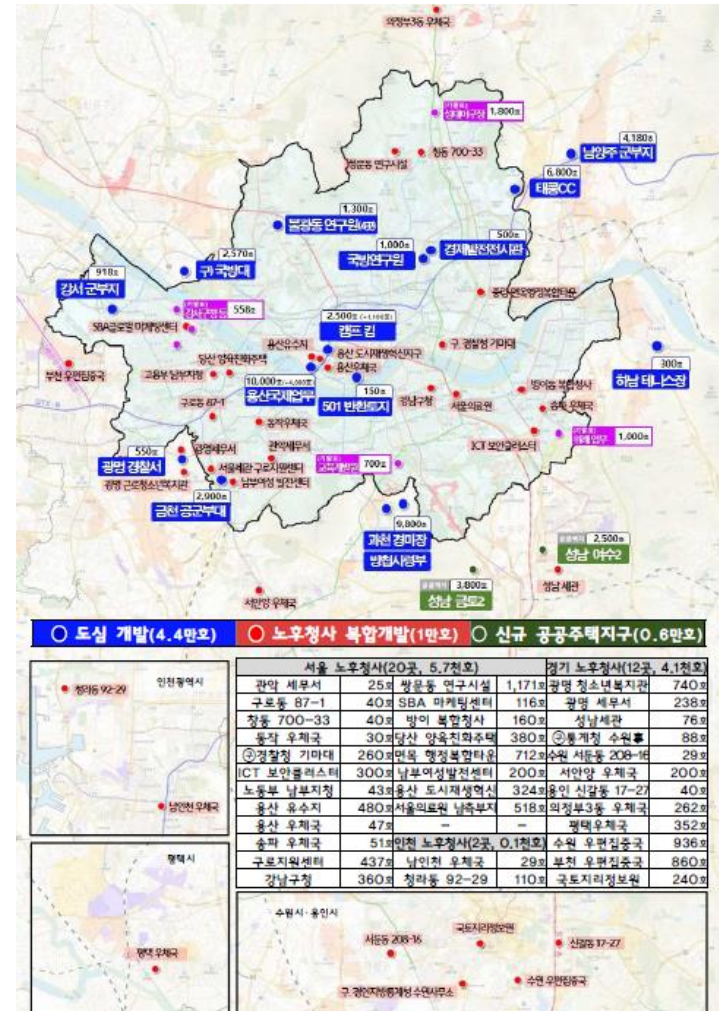 의정부3동 우체국
1,800호
쌍문동 연구시설
창동 700-33
4,180호
남양주 군부지
6,800호
태릉CC
1,300호
불광동 연구원(4곳)
500호
경제발전전시관
1,000호
국방연구원
2,570호
구) 국방대
918호
강서 군부지
558호
SBA글로벌 마케팅센터
2,500호
캠프 킴
구. 경찰청 기마대
당산 양육친화주택
용산유수지
용산 도시재생혁신지구
용산우체국
고용부 남부지청
부천 우편집중국
10,000호
용산국제업무
150호
501 반환토지
강남구청
서울의료원
방이동 복합청사
송파 우체국
300호
하남 테니스장
구로동 87-1
동작우체국
ICT 보안클러스터
1,000호
550호
광명 경찰서
광명세무서
관악세무서
서울세관 구로지원센터
700호
광명 근로청소년복지관
남부여성 발전센터
2,900호
금천 공군부대
9,800호
과천 경마장
방첩사령부
2,500호
성남 여수2
3,800호
성남 금토2
성남 세관
서안양 우체국
도심 개발(4.4만호) 노후청사 복합개발(1만호) 신규 공공주택지구(0.6만호)
인천광역시
청라동 92-29
남인천 우체국
서울 노후청사(20곳, 5.7천호) 경기 노후청사(12곳, 4.1천호)
관악 세무서 25호 쌍문동 연구시설 1,171호 광명 청소년복지관 740호
구로동 87-1 40호 SBA 마케팅센터 116호 광명 세무서 238호
창동 700-33 40호 방이 복합청사 160호 성남세관 76호
동작 우체국 30호 당산 양육친화주택 380호 구통계청 수원 88호
구경찰청 기마대 260호 면목 행정복합타운 712호 수원 서둔동 208-16 29호
ICT 보안클러스터 300호 남부여성발전센터 200호 서안양 우체국 200호
노동부 남부지청 43호 용산 도시재생혁신 324호 용인 신갈동 17-27 40호
용산 유수지 480호 서울의료원 남측부지 518호 의정부3동 우체국 262호
용산 우체국 47호 - - 평택우체국 352호
송파 우체국 51호 인천 노후청사(2곳, 0.1천호) 수원 우편집중국 936호
구로지원센터 437호 남인천 우체국 29호 부천 우편집중국 860호
강남구청 360호 청라동 92-29 110호 국토지리정보원 240호
평택시
평택 우체국
수원시·용인시
서둔동 208-16
국토지리정보원
신갈동 17-27
수원 우편집중국
구. 경인지방통계청 수원사무소